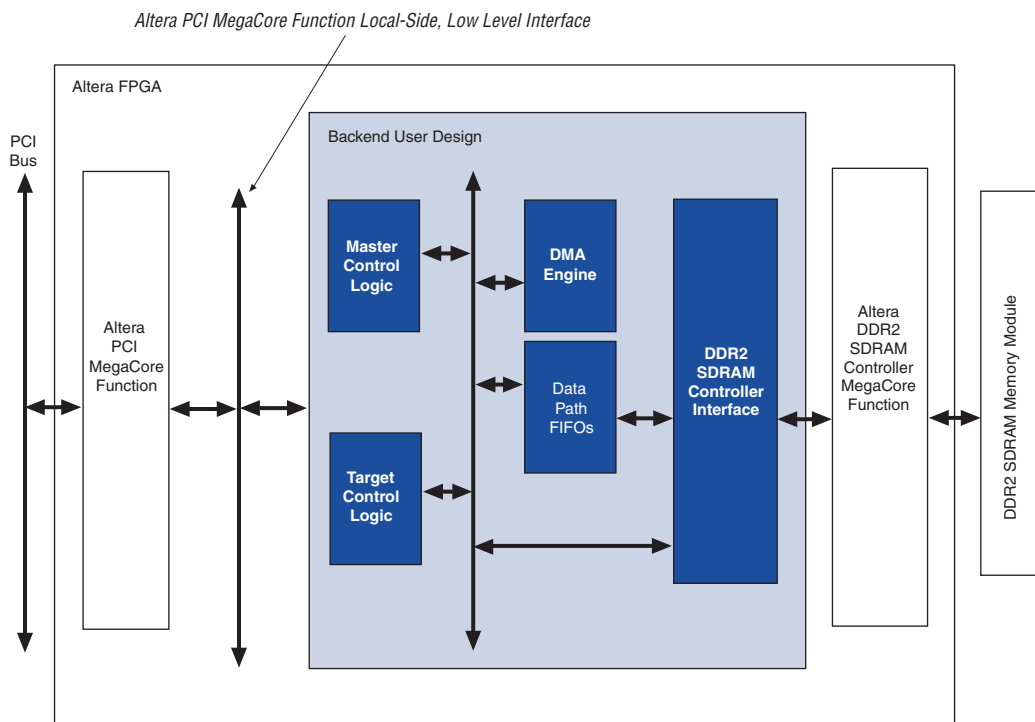 Altera PCI MegaCore Function Local-Side, Low Level Interface
Altera FPGA
PCI
Bus
Backend User Design
Master
Control
Logic
DMA
Engine
Altera
PCI
MegaCore
Function
DDR2
SDRAM
Controller
Interface
Data
Path
FIFOs
Target
Control
Logic
Altera
DDR2
SDRAM
Controller
MegaCore
Function
DDR2 SDRAM Memory Module